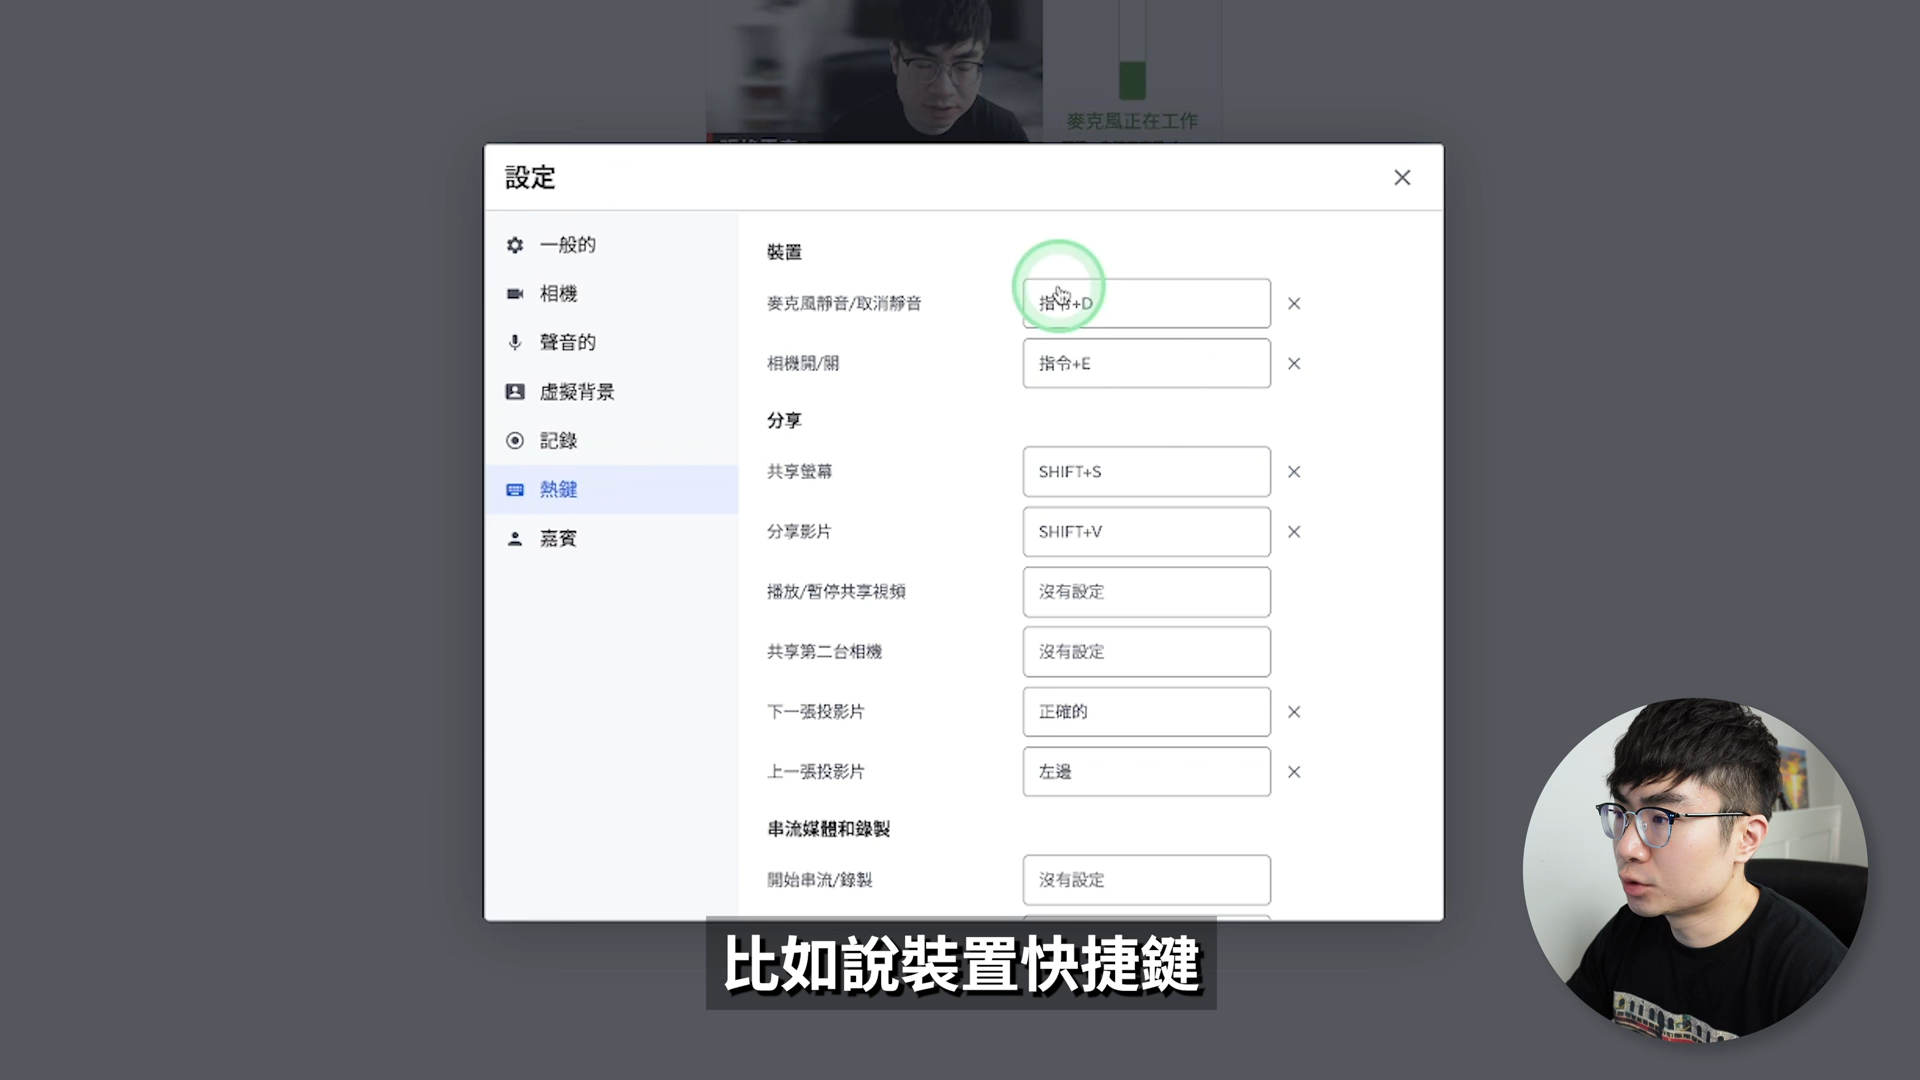 麥克風正在工作
設定
一般的
相機
聲音的
虛擬背景
記錄
熱鍵
嘉賓
裝置
麥克風靜音/取消靜音 指令+D
相機開/關 指令+E
分享
共享螢幕 SHIFT+S
分享影片 SHIFT+V
播放/暫停共享視頻 沒有設定
共享第二台相機 沒有設定
下一張投影片 正確的
上一張投影片 左邊
串流媒體和錄製
開始串流/錄製 沒有設定
比如說裝置快捷鍵